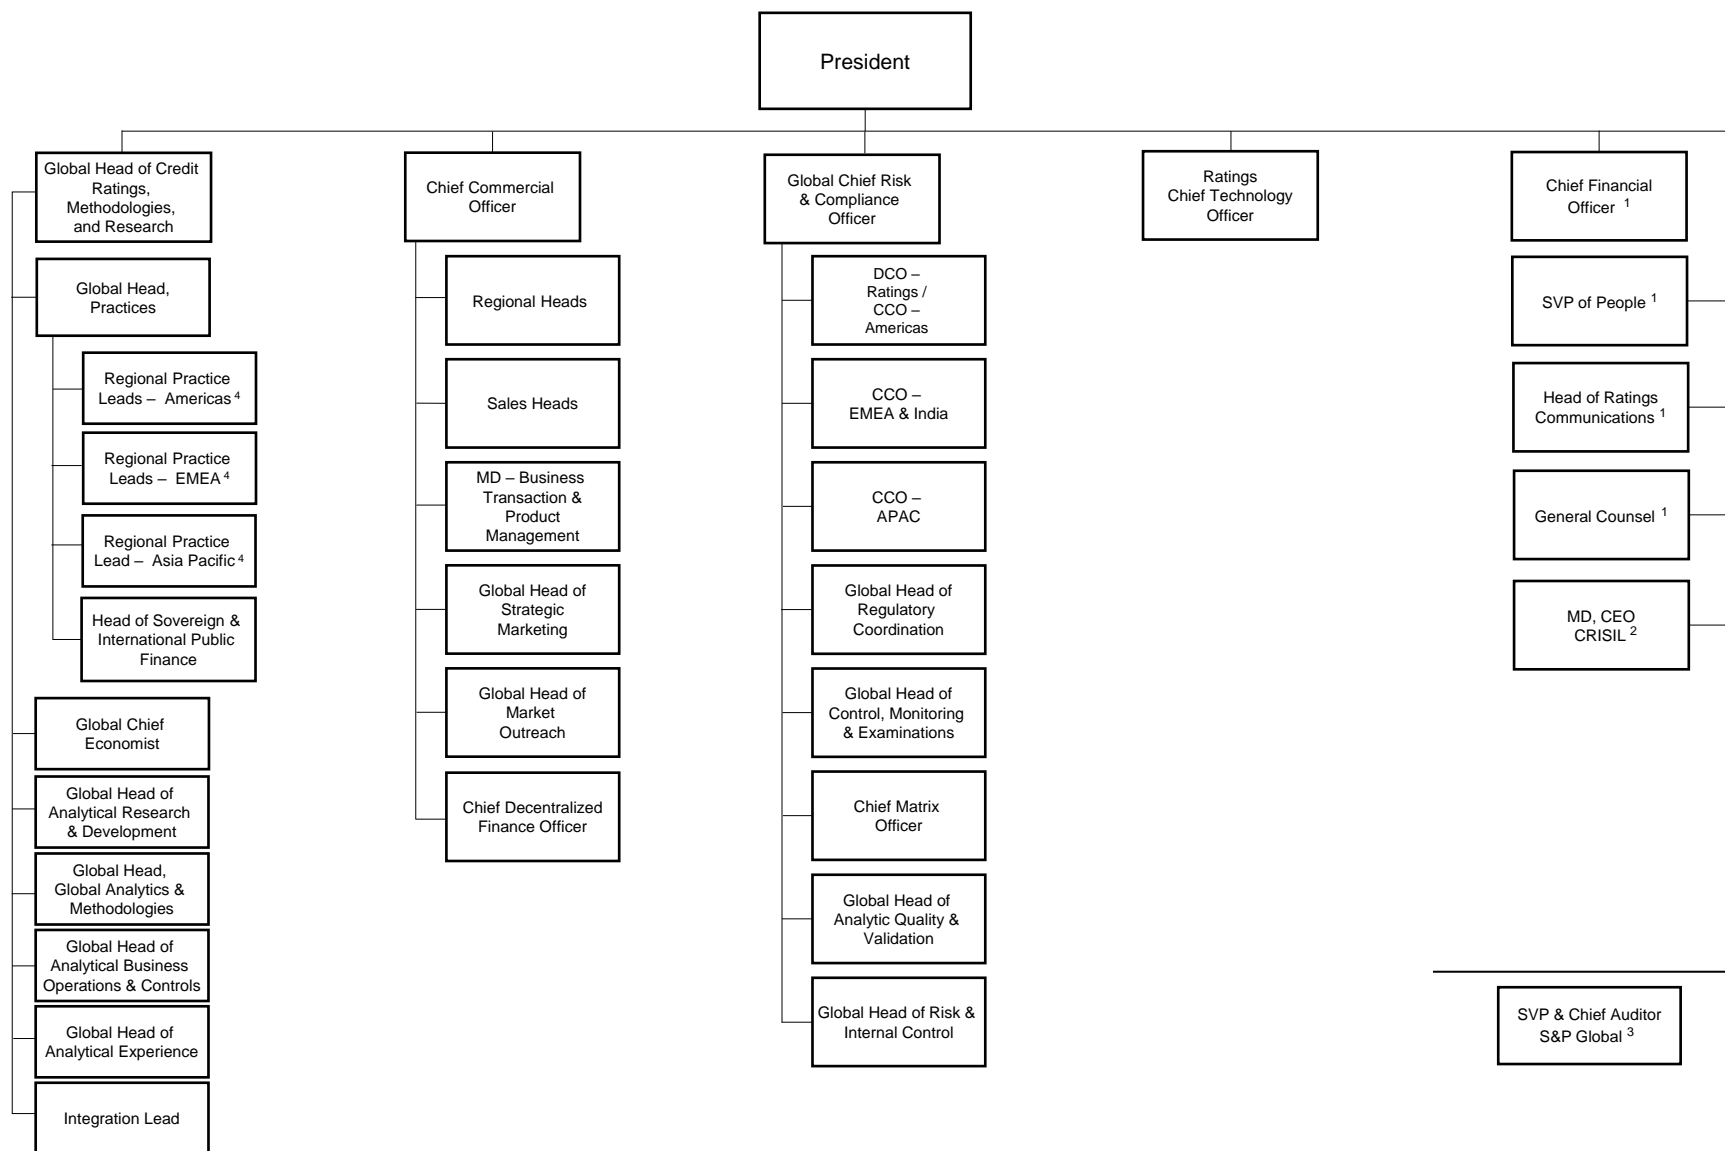 President
Global Head of Credit
Ratings,
Methodologies,
and Research
Global Head,
Practices
Regional Practice
Leads – Americas 4
Regional Practice
Leads – EMEA 4
Regional Practice
Lead – Asia Pacific 4
Head of Sovereign &
International Public
Finance
Global Chief
Economist
Global Head of
Analytical Research
& Development
Global Head,
Global Analytics &
Methodologies
Global Head of
Analytical Business
Operations & Controls
Global Head of
Analytical Experience
Integration Lead
Chief Commercial
Officer
Regional Heads
Sales Heads
MD – Business
Transaction &
Product
Management
Global Head of
Strategic
Marketing
Global Head of
Market
Outreach
Chief Decentralized
Finance Officer
Global Chief Risk
& Compliance
Officer
DCO –
Ratings /
CCO –
Americas
CCO –
EMEA & India
CCO –
APAC
Global Head of
Regulatory
Coordination
Global Head of
Control, Monitoring
& Examinations
Chief Matrix
Officer
Global Head of
Analytic Quality &
Validation
Global Head of Risk &
Internal Control
Ratings
Chief Technology
Officer
Chief Financial
Officer 1
SVP of People 1
Head of Ratings
Communications 1
General Counsel 1
MD, CEO
CRISIL 2
SVP & Chief Auditor
S&P Global 3